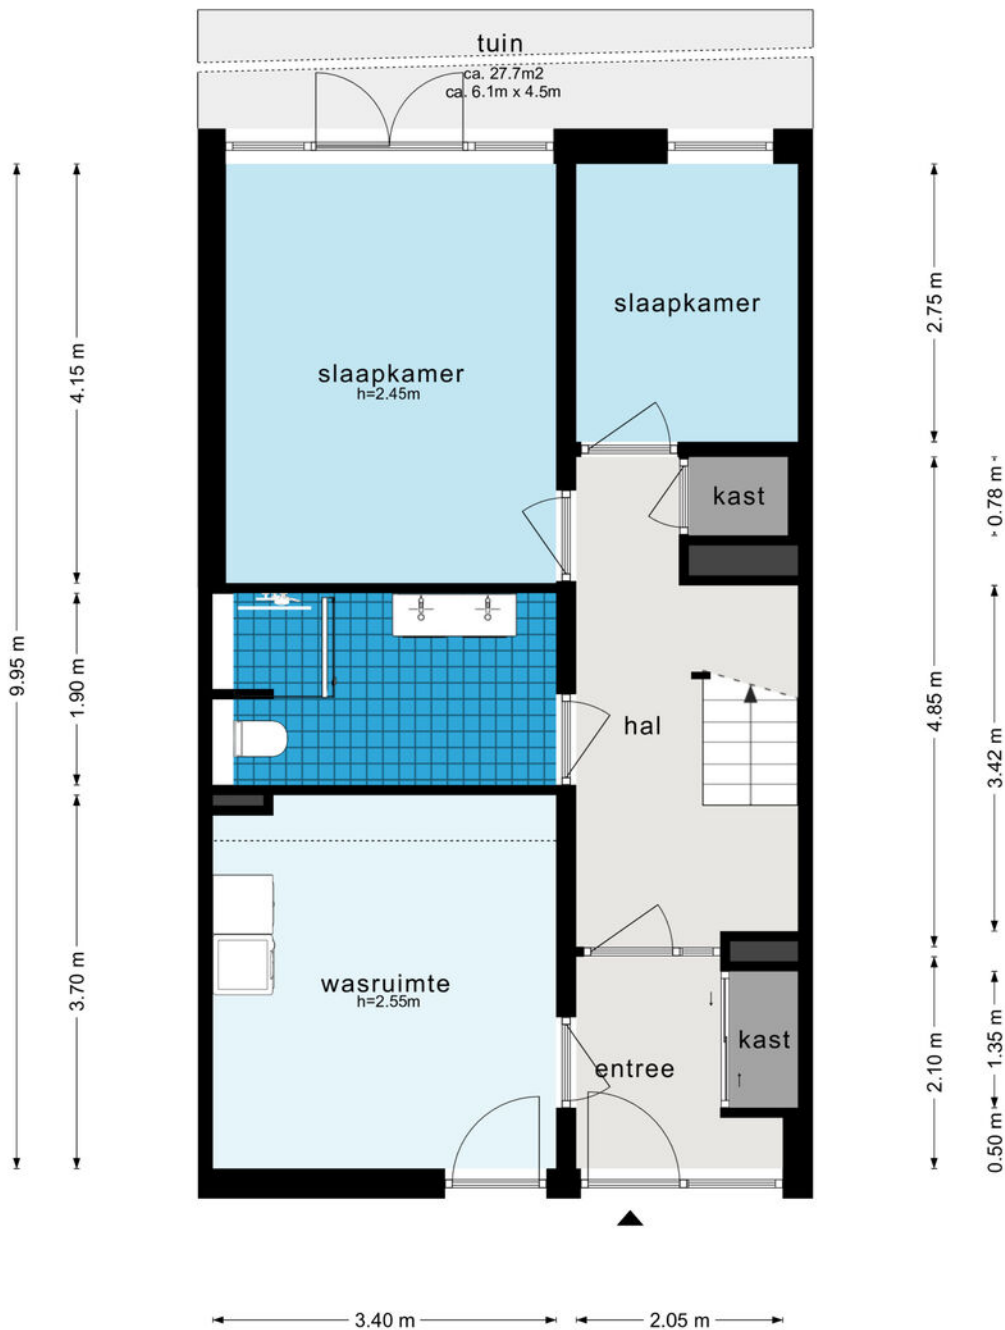 tuin
ca. 27.7m2
ca. 6.1m x 4.5m
slaapkamer
h=2.45m
slaapkamer
kast
hal
wasruimte
h=2.55m
entree
kast
9.95 m
4.15 m
1.90 m
3.70 m
2.75 m
4.85 m
2.10 m
0.78 m
3.42 m
1.35 m
0.50 m
3.40 m
2.05 m